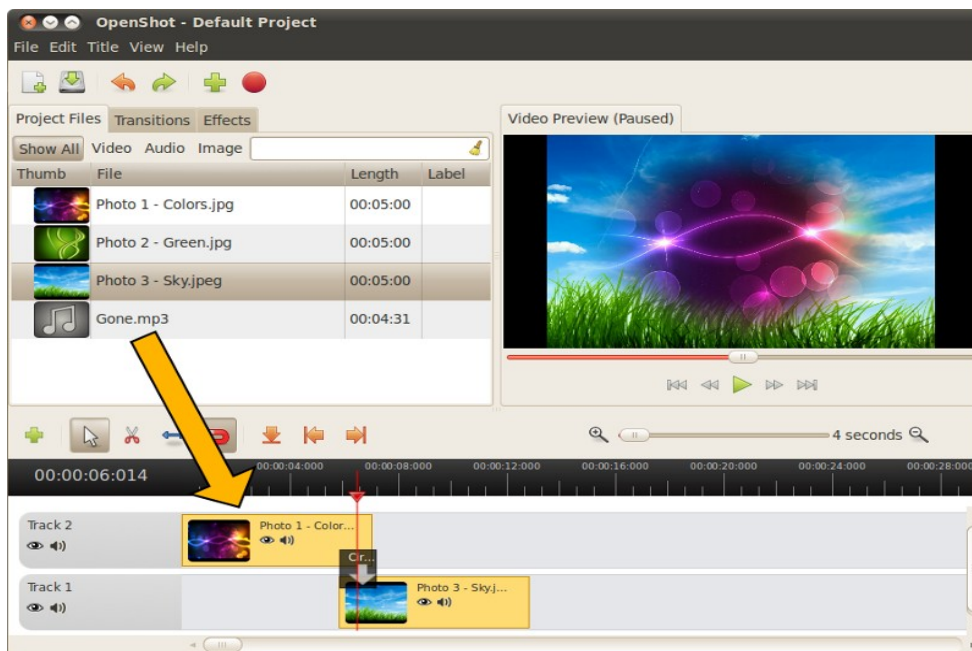 OpenShot - Default Project
File Edit Title View Help
Project Files Transitions Effects
Video Preview (Paused)
Show All Video Audio Image
Thumb File Length Label
Photo 1 - Colors.jpg 00:05:00
Photo 2 - Green.jpg 00:05:00
Photo 3 - Sky.jpeg 00:05:00
Gone.mp3 00:04:31
4 seconds
00:00:06:014
00:00:04:000 00:00:08:000 00:00:12:000 00:00:16:000 00:00:20:000 00:00:24:000 00:00:28:000
Track 2
Photo 1 - Color...
Cir...
Track 1
Photo 3 - Sky.j...